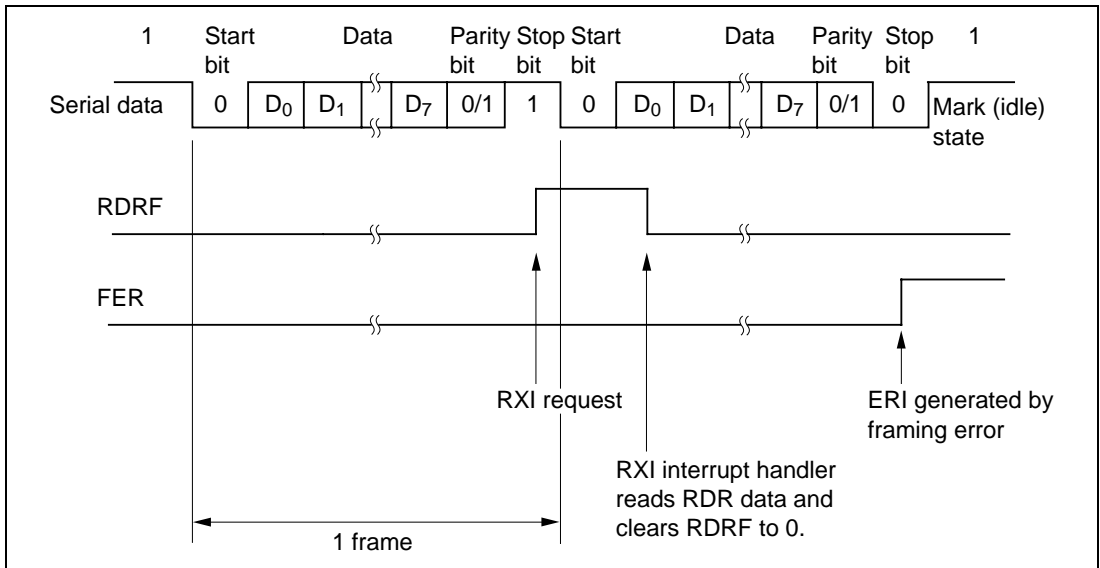 1 Start Data Parity Stop Start Data Parity Stop 1
bit bit bit bit bit bit
Serial data 0 D0 D1 D7 0/1 1 0 D0 D1 D7 0/1 0 Mark (idle)
state
RDRF
FER
RXI request
ERI generated by
framing error
RXI interrupt handler
reads RDR data and
clears RDRF to 0.
1 frame